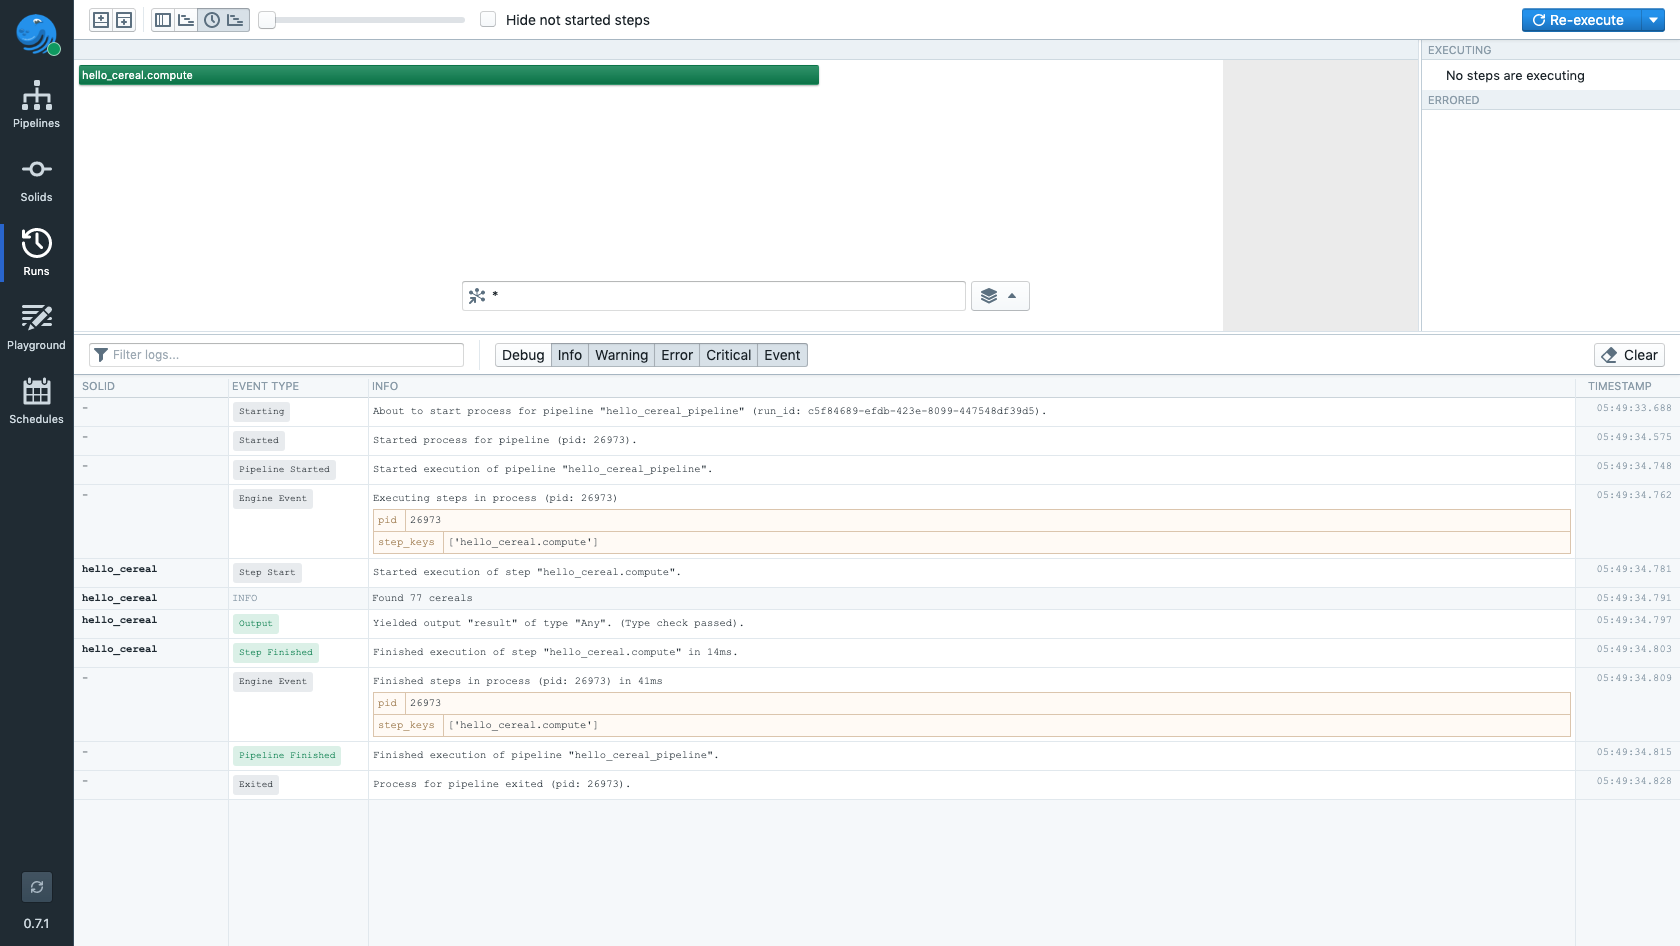 Hide not started steps
Re-execute
EXECUTING
hello_cereal.compute
No steps are executing
ERRORED
Pipelines
Solids
Runs
Playground
Schedules
0.7.1
*
Filter logs...
Debug Info Warning Error Critical Event
Clear
SOLID EVENT TYPE INFO TIMESTAMP
- Starting About to start process for pipeline "hello_cereal_pipeline" (run_id: c5f84689-efdb-423e-8099-447548df39d5). 05:49:33.688
- Started Started process for pipeline (pid: 26973). 05:49:34.575
- Pipeline Started Started execution of pipeline "hello_cereal_pipeline". 05:49:34.748
- Engine Event Executing steps in process (pid: 26973) 05:49:34.762
pid 26973
step_keys ['hello_cereal.compute']
hello_cereal Step Start Started execution of step "hello_cereal.compute". 05:49:34.781
hello_cereal INFO Found 77 cereals 05:49:34.791
hello_cereal Output Yielded output "result" of type "Any". (Type check passed). 05:49:34.797
hello_cereal Step Finished Finished execution of step "hello_cereal.compute" in 14ms. 05:49:34.803
- Engine Event Finished steps in process (pid: 26973) in 41ms 05:49:34.809
pid 26973
step_keys ['hello_cereal.compute']
- Pipeline Finished Finished execution of pipeline "hello_cereal_pipeline". 05:49:34.815
- Exited Process for pipeline exited (pid: 26973). 05:49:34.828